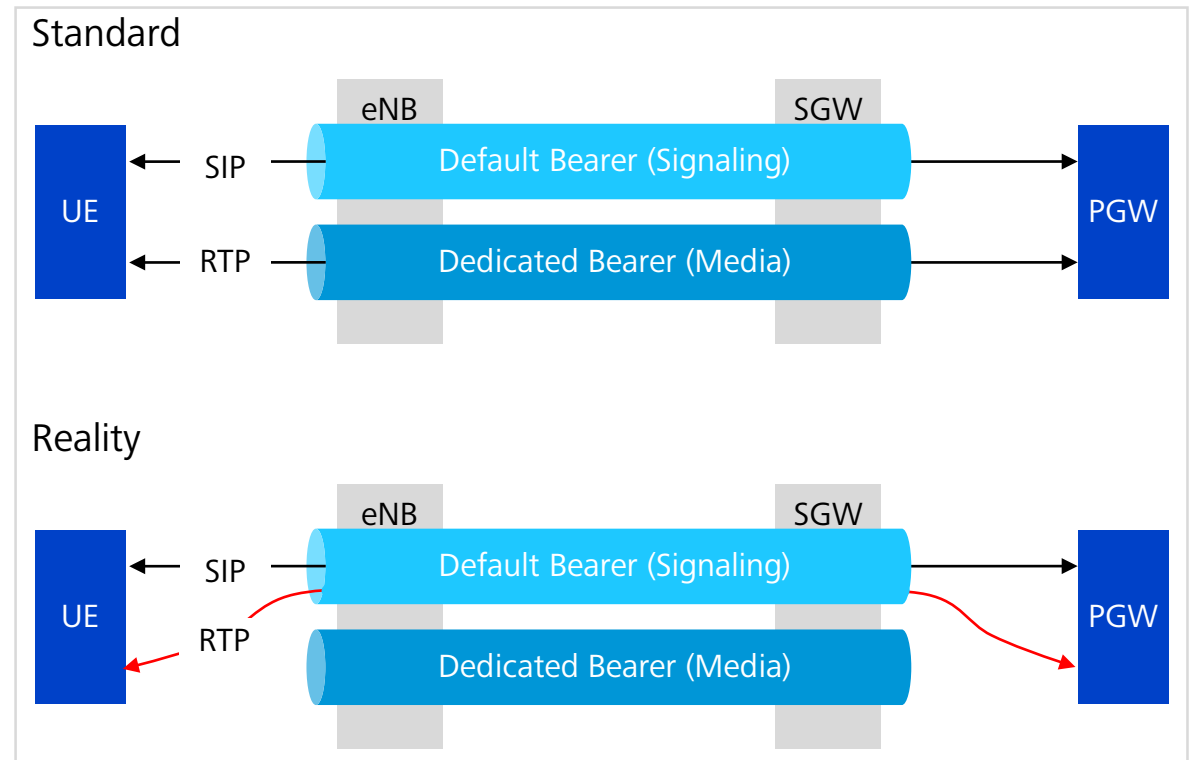 Standard
eNB
SGW
UE
SIP
Default Bearer (Signaling)
PGW
RTP
Dedicated Bearer (Media)
Reality
eNB
SGW
UE
SIP
Default Bearer (Signaling)
PGW
RTP
Dedicated Bearer (Media)